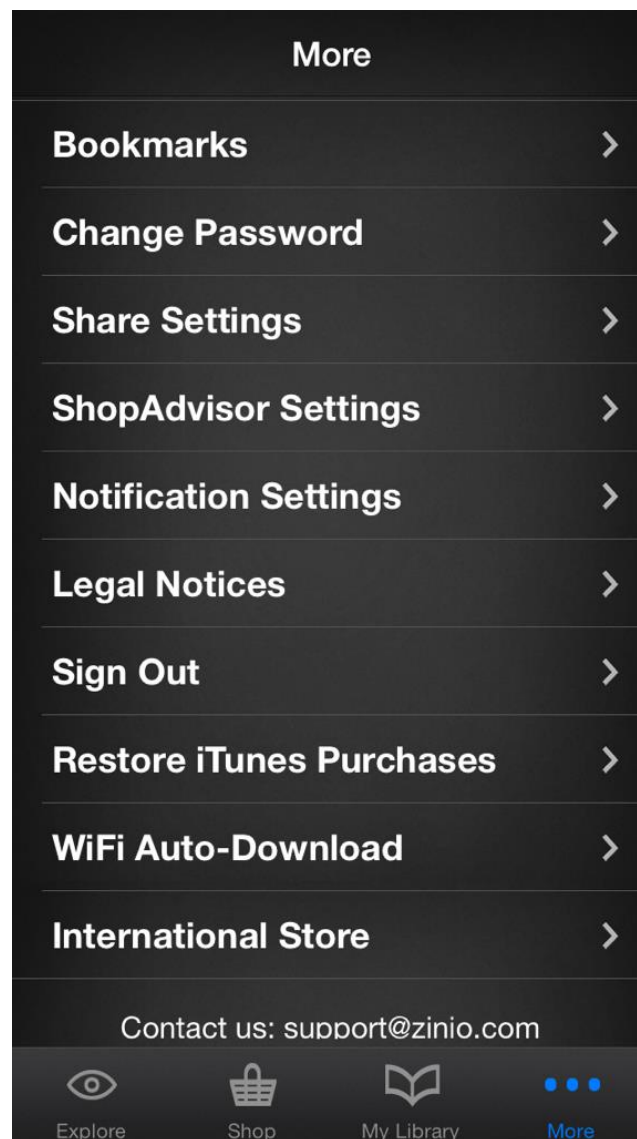 More
Bookmarks
Change Password
Share Settings
ShopAdvisor Settings
Notification Settings
Legal Notices
Sign Out
Restore iTunes Purchases
WiFi Auto-Download
International Store
Contact us: support@zinio.com
Explore Shop My Library More